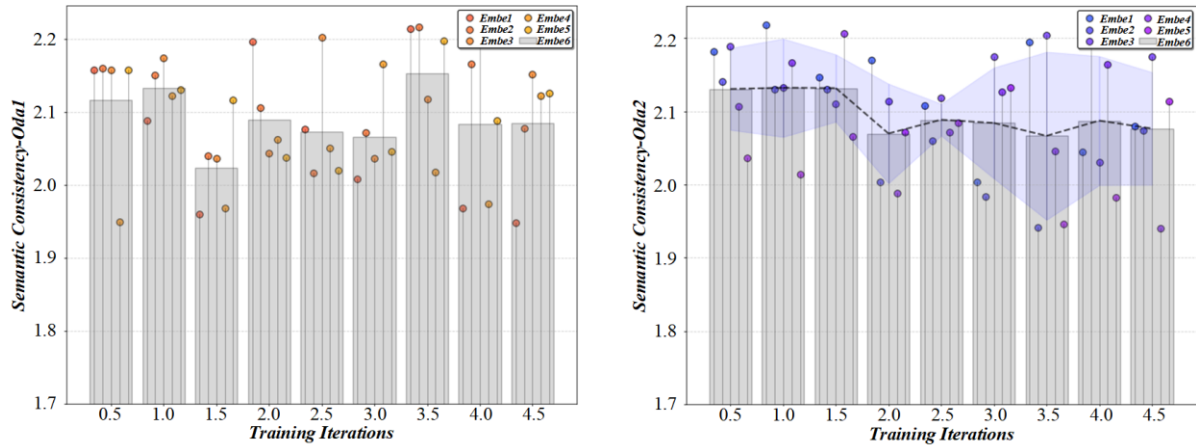 Semantic Consistency-Oda1
2.2
2.1
2.0
1.9
1.8
1.7
Embe1 Embe4
Embe2 Embe5
Embe3 Embe6
0.5 1.0 1.5 2.0 2.5 3.0 3.5 4.0 4.5
Training Iterations
Semantic Consistency-Oda2
2.2
2.1
2.0
1.9
1.8
1.7
Embe1 Embe4
Embe2 Embe5
Embe3 Embe6
0.5 1.0 1.5 2.0 2.5 3.0 3.5 4.0 4.5
Training Iterations